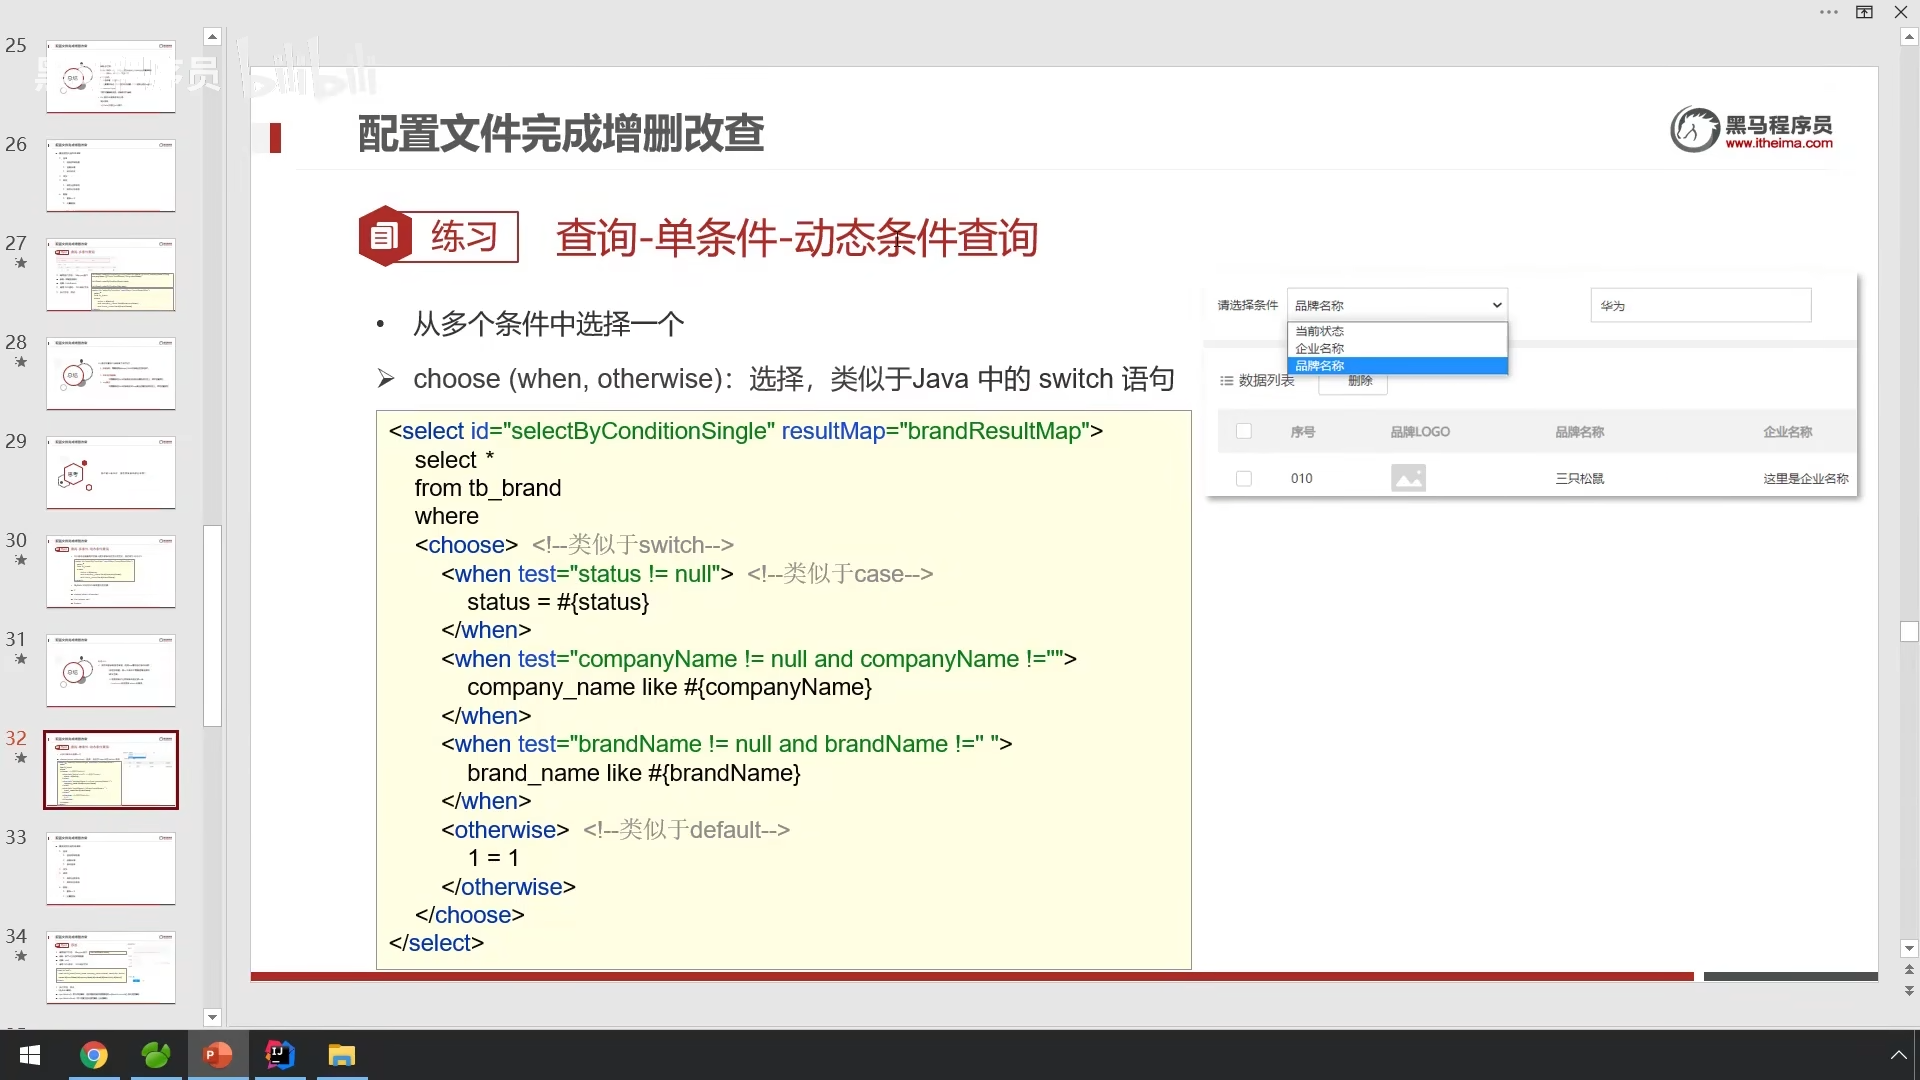 25
26
27
28
29
30
31
32
33
34
黑马程序员
bilibili
配置文件完成增删改查
黑马程序员
www.itheima.com
练习
查询-单条件-动态条件查询
• 从多个条件中选择一个
➢ choose (when, otherwise)：选择，类似于Java 中的 switch 语句
<select id="selectByConditionSingle" resultMap="brandResultMap">
select *
from tb_brand
where
<choose> <!--类似于switch-->
<when test="status != null"> <!--类似于case-->
status = #{status}
</when>
<when test="companyName != null and companyName !=''">
company_name like #{companyName}
</when>
<when test="brandName != null and brandName !='' ">
brand_name like #{brandName}
</when>
<otherwise> <!--类似于default-->
1 = 1
</otherwise>
</choose>
</select>
请选择条件 品牌名称 华为
当前状态
企业名称
品牌名称
数据列表 删除
序号 品牌LOGO 品牌名称 企业名称
010 三只松鼠 这里是企业名称